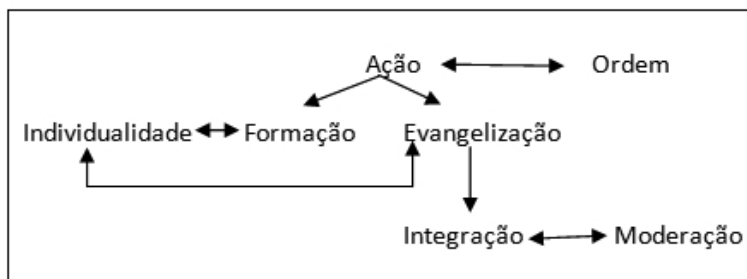 Ação Ordem
Individualidade Formação Evangelização
Integração Moderação